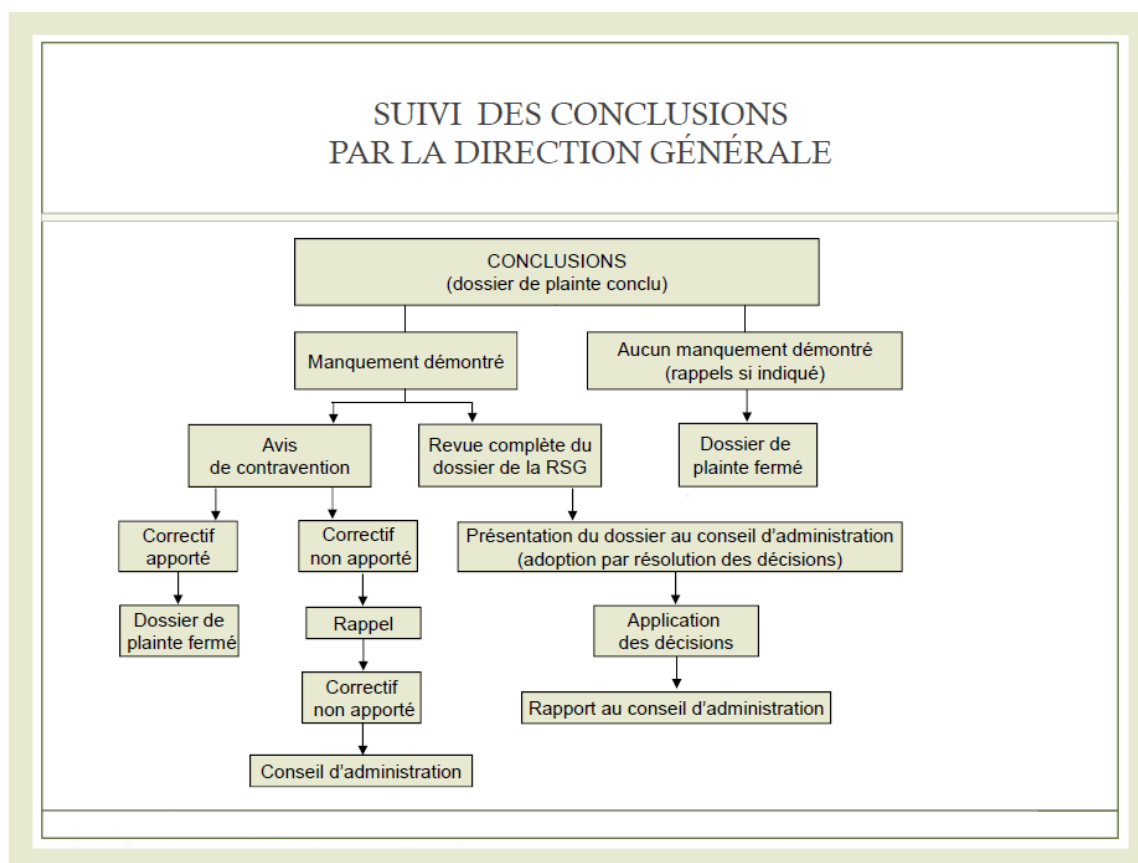 SUIVI DES CONCLUSIONS
PAR LA DIRECTION GÉNÉRALE
CONCLUSIONS
(dossier de plainte conclu)
Manquement démontré
Aucun manquement démontré
(rappels si indiqué)
Avis
de contravention
Revue complète du
dossier de la RSG
Dossier de
plainte fermé
Correctif
apporté
Correctif
non apporté
Présentation du dossier au conseil d'administration
(adoption par résolution des décisions)
Dossier de
plainte fermé
Rappel
Application
des décisions
Correctif
non apporté
Rapport au conseil d'administration
Conseil d'administration